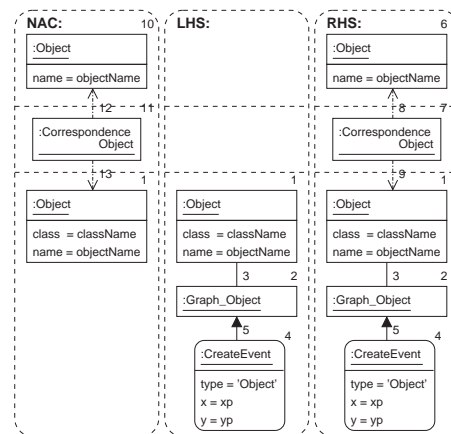 NAC:
10
:Object
name = objectName
12
11
:Correspondence
Object
13
1
:Object
class = className
name = objectName
LHS:
1
:Object
class = className
name = objectName
3
2
:Graph_Object
5
4
:CreateEvent
type = 'Object'
x = xp
y = yp
RHS:
6
:Object
name = objectName
8
7
:Correspondence
Object
9
1
:Object
class = className
name = objectName
3
2
:Graph_Object
5
4
:CreateEvent
type = 'Object'
x = xp
y = yp